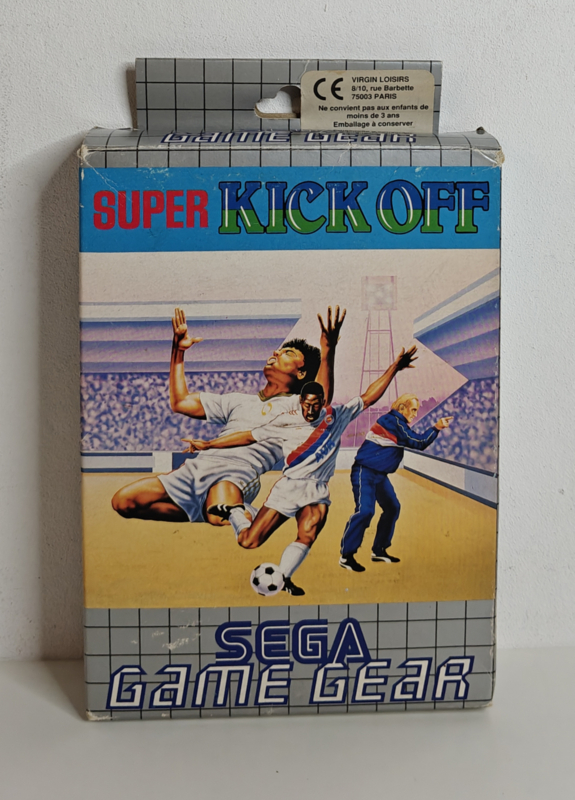 CE
VIRGIN LOISIRS
8/10, rue Barbette
75003 PARIS
Ne convient pas aux enfants de
moins de 3 ans
Emballage à conserver
GAME GEAR
SUPER KICK OFF
SEGA
GAME GEAR